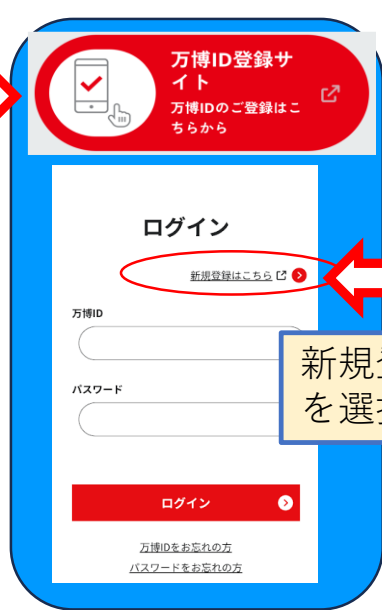 万博ID登録サ
イト
万博IDのご登録はこ
ちらから
ログイン
新規登録はこちら
万博ID
パスワード
新規
を選
ログイン
万博IDをお忘れの方
パスワードをお忘れの方